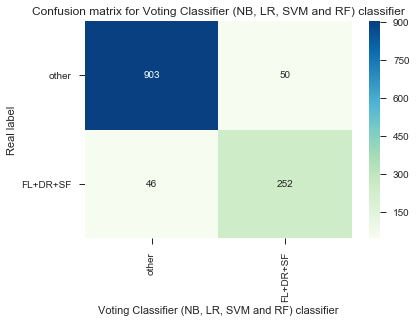 Confusion matrix for Voting Classifier (NB, LR, SVM and RF) classifier
Real label
other
903
50
900
750
600
450
300
150
FL+DR+SF
46
252
other
FL+DR+SF
Voting Classifier (NB, LR, SVM and RF) classifier